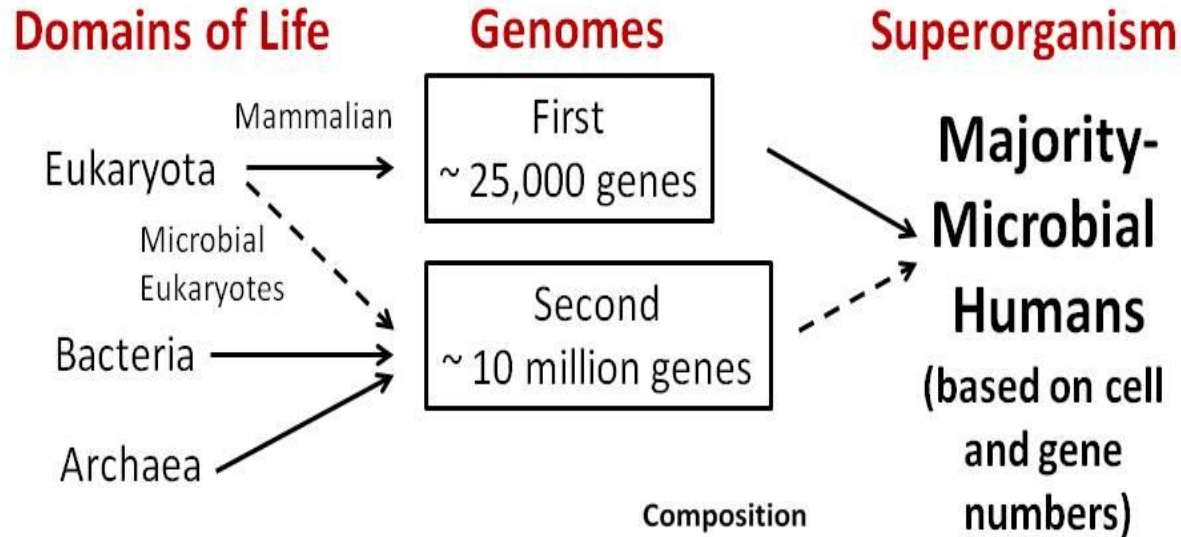 Domains of Life
Genomes
Superorganism
Mammalian
Eukaryota
Microbial
Eukaryotes
Bacteria
Archaea
First
~ 25,000 genes
Second
~ 10 million genes
Majority-
Microbial
Humans
(based on cell
and gene
numbers)
Composition